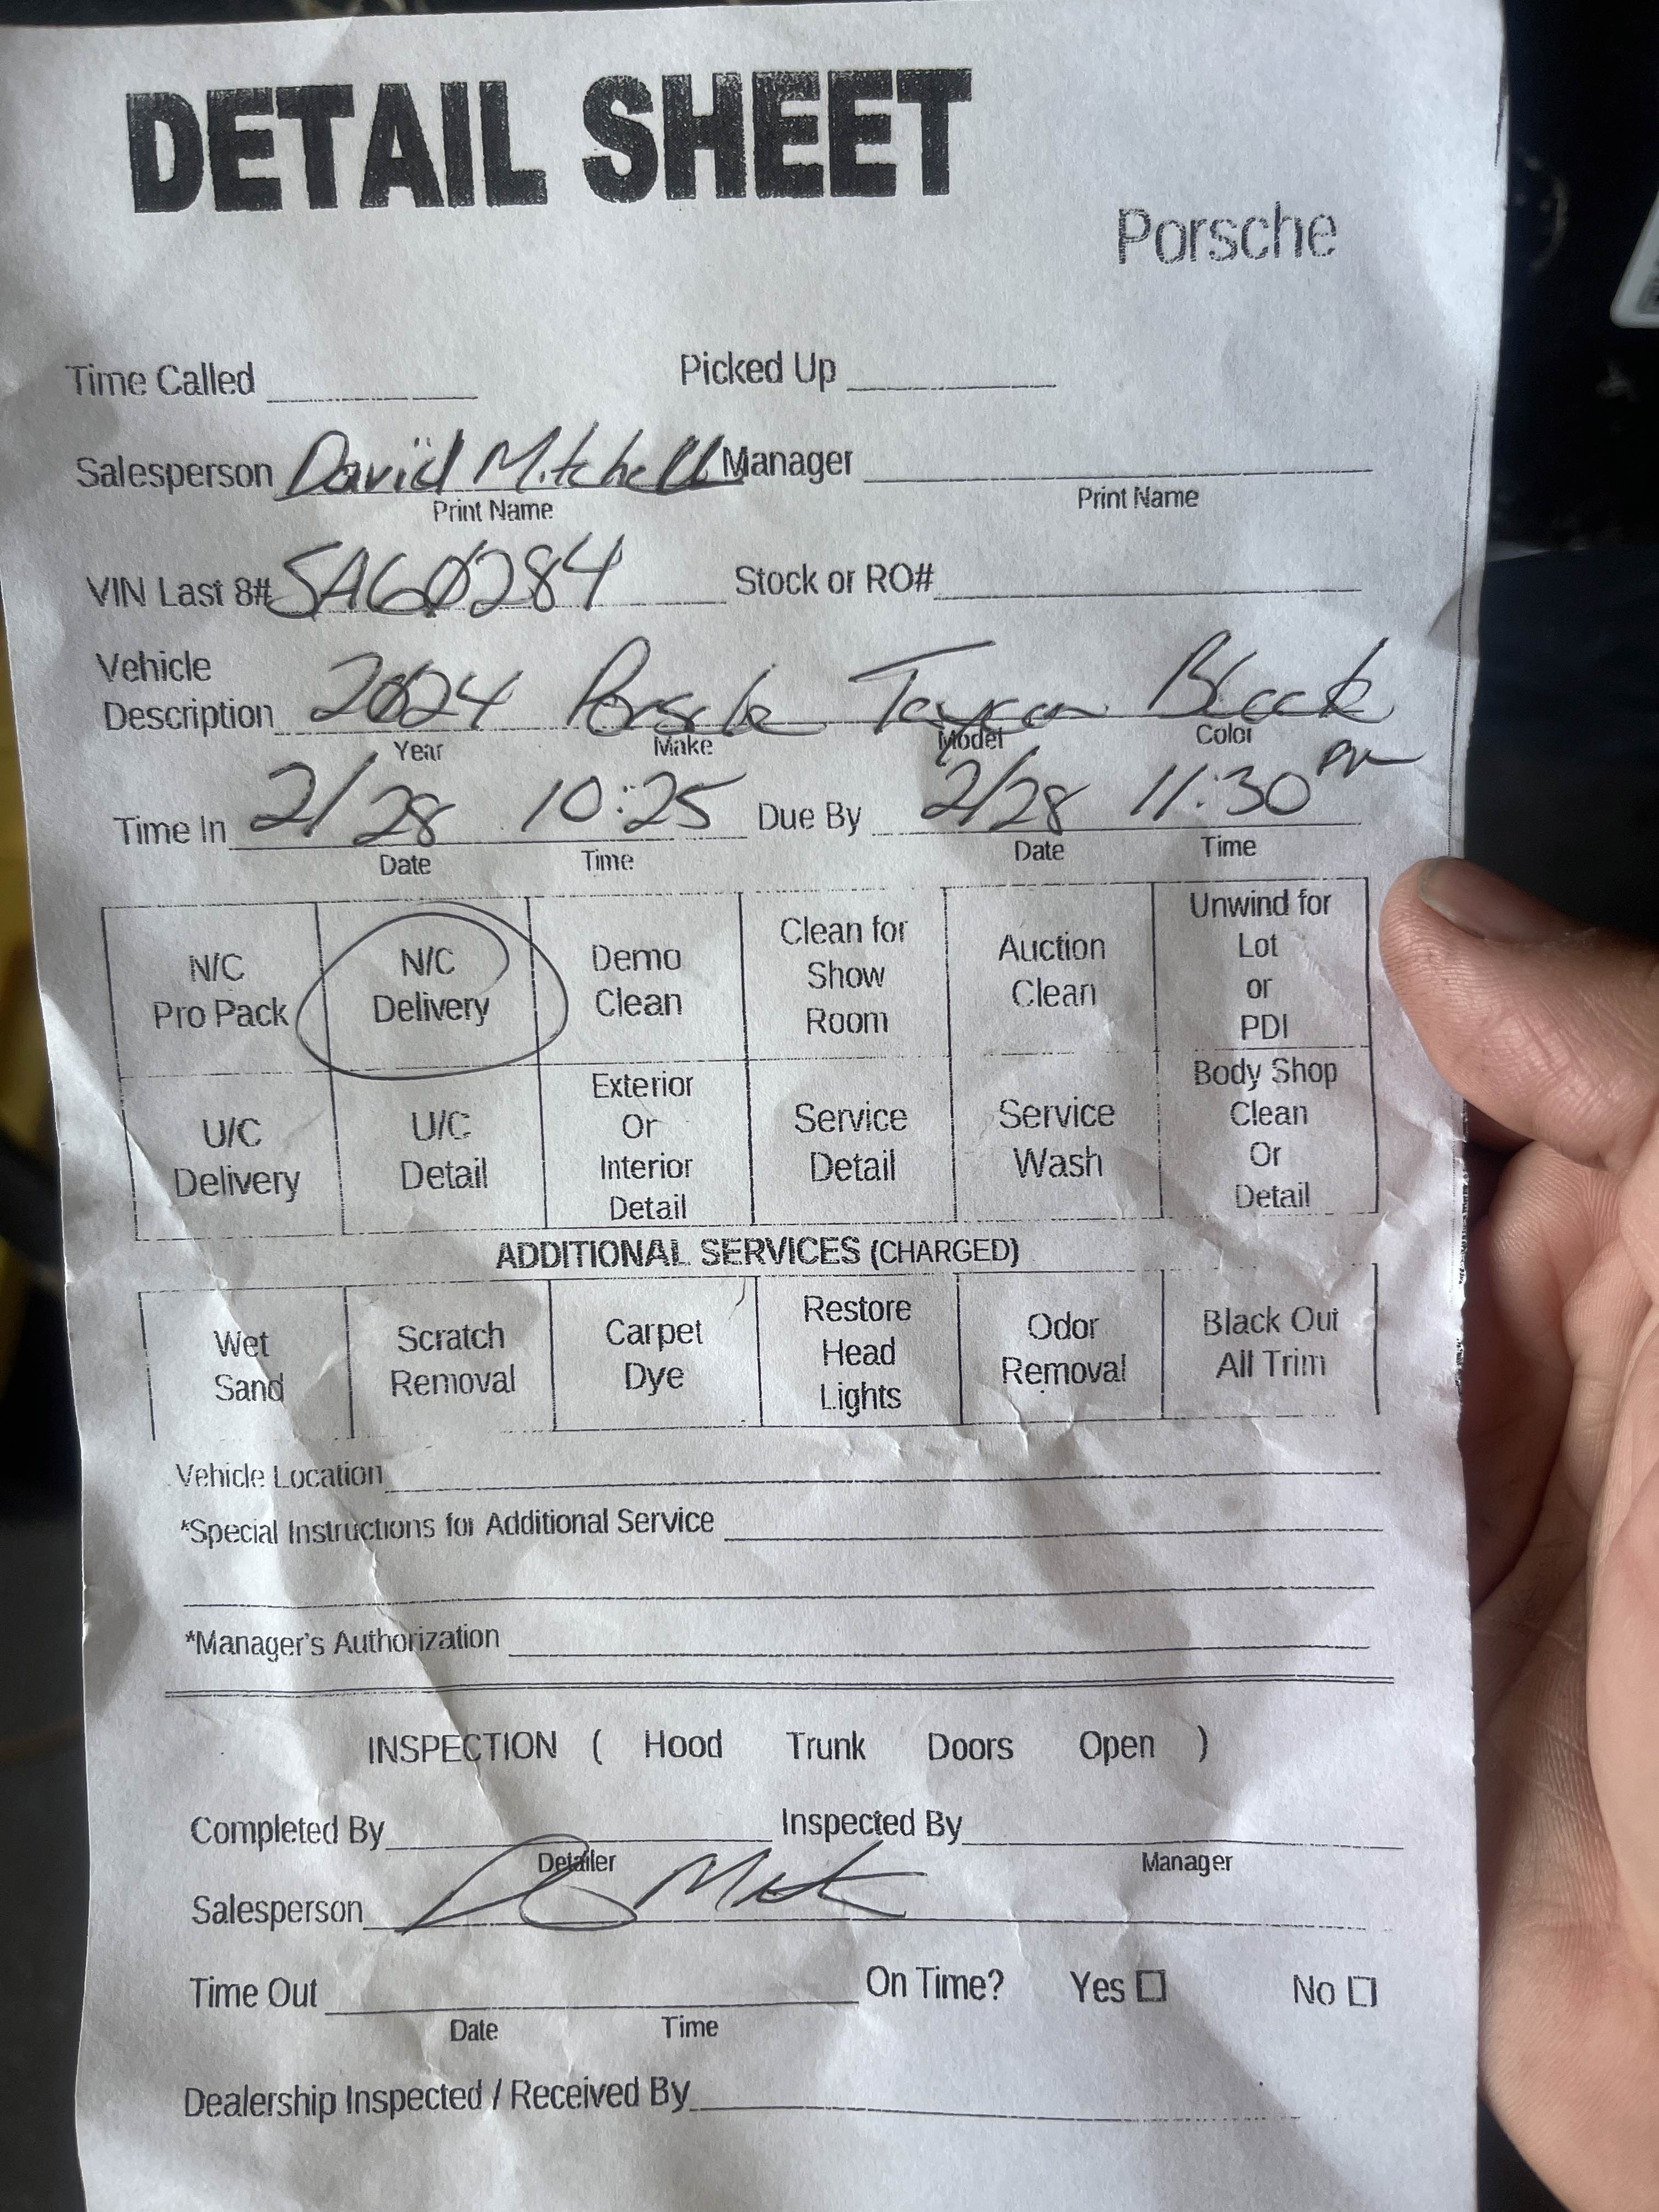 DETAIL SHEET
Porsche
Time Called Picked Up
Salesperson David Mitchell Manager
Print Name Print Name
VIN Last 8# SA60284 Stock or RO#
Vehicle
Description 2024 Porsche Taycan Black
Year Make Model Color
Time In 2/28 10:25 Due By 2/28 11:30 PM
Date Time Date Time
N/C N/C Demo Clean for Auction Unwind for
Pro Pack Delivery Clean Show Clean Lot
Room or
PDI
U/C U/C Exterior Service Service Body Shop
Delivery Detail Or Detail Wash Clean
Interior Or
Detail Detail
ADDITIONAL SERVICES (CHARGED)
Wet Scratch Carpet Restore Odor Black Out
Sand Removal Dye Head Removal All Trim
Lights
Vehicle Location
*Special Instructions for Additional Service
*Manager's Authorization
INSPECTION ( Hood Trunk Doors Open )
Completed By Inspected By
Detailer Manager
Salesperson
Time Out On Time? Yes No
Date Time
Dealership Inspected / Received By